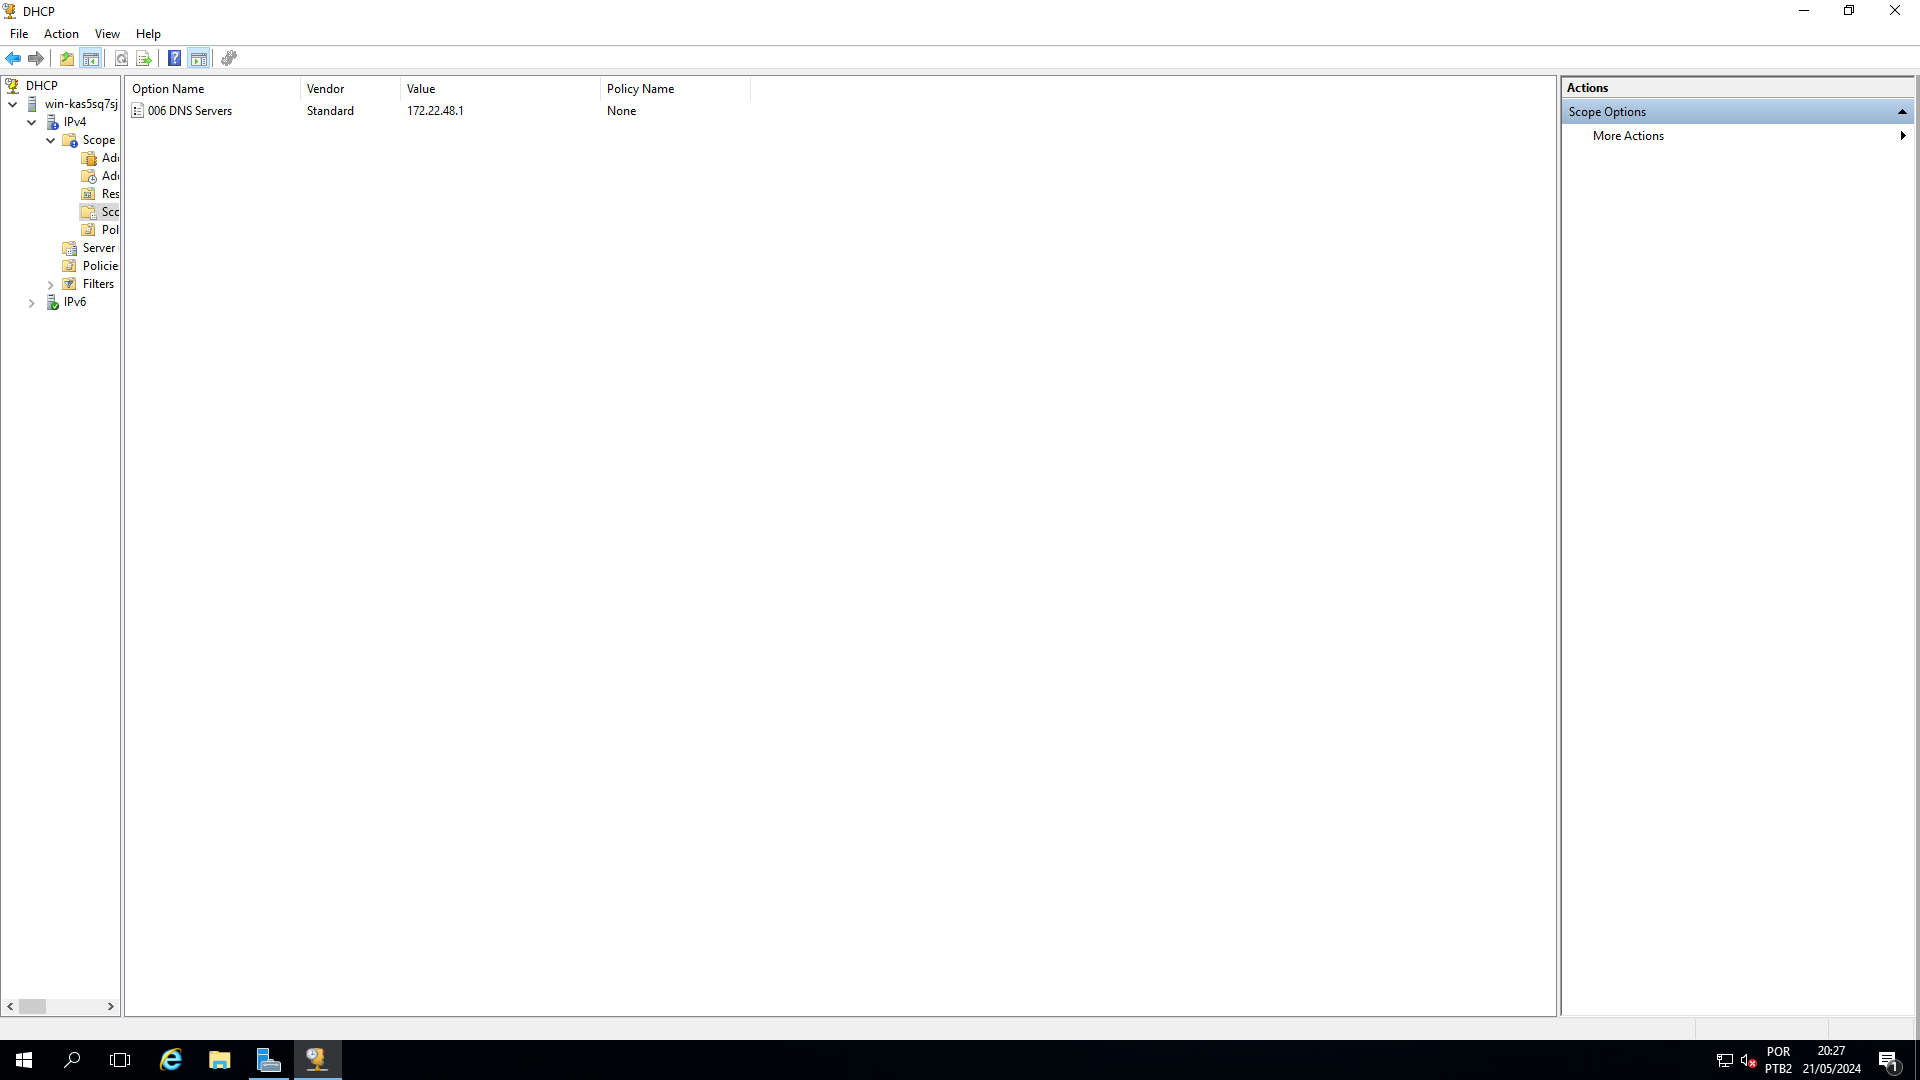 DHCP
File Action View Help
DHCP
win-kas5sq7sj
IPv4
Scope
Add
Add
Res
Sco
Pol
Server
Policie
Filters
IPv6
Option Name Vendor Value Policy Name
006 DNS Servers Standard 172.22.48.1 None
Actions
Scope Options
More Actions
POR
PTB2
20:27
21/05/2024
1